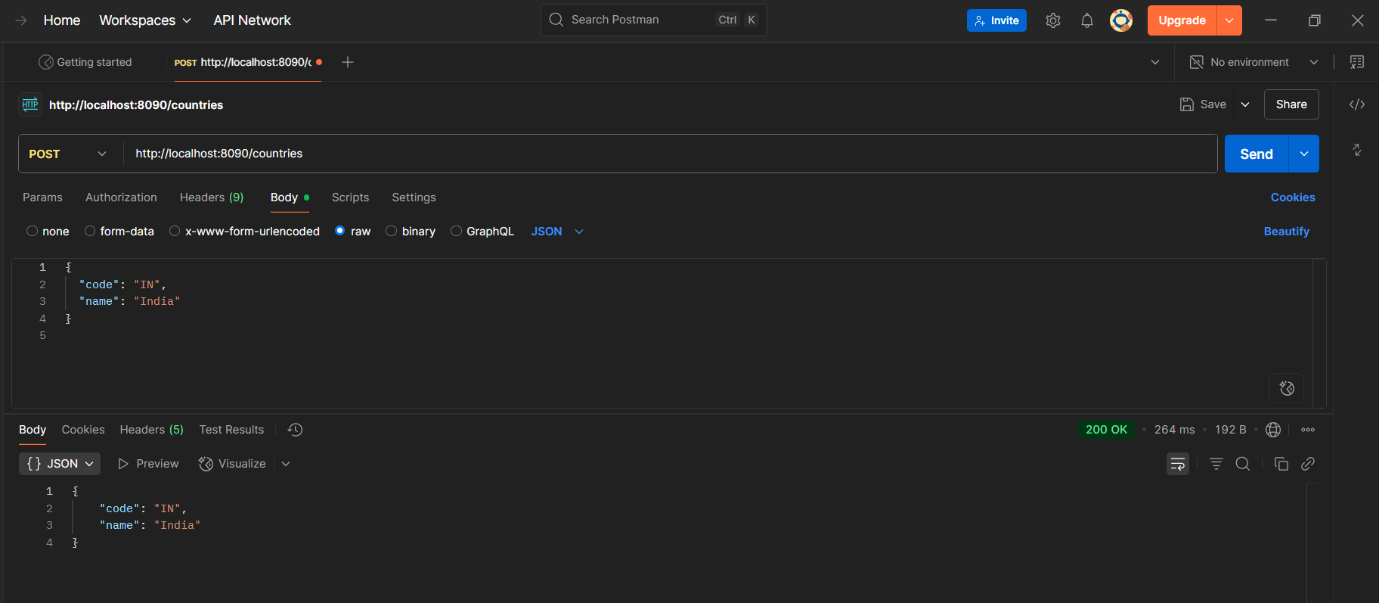 Home Workspaces API Network Search Postman Ctrl K Invite Upgrade
Getting started POST http://localhost:8090/c No environment
HTTP http://localhost:8090/countries Save Share
POST http://localhost:8090/countries Send
Params Authorization Headers (9) Body Scripts Settings Cookies
none form-data x-www-form-urlencoded raw binary GraphQL JSON Beautify
1 {
2 "code": "IN",
3 "name": "India"
4 }
5
Body Cookies Headers (5) Test Results 200 OK 264 ms 192 B
{} JSON Preview Visualize
1 {
2 "code": "IN",
3 "name": "India"
4 }